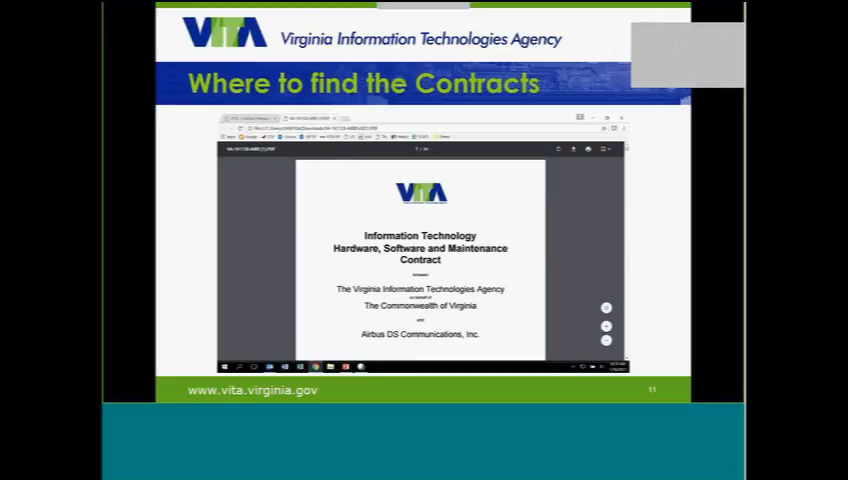 VITA Virginia Information Technologies Agency
Where to find the Contracts
VITA
Information Technology
Hardware, Software and Maintenance
Contract
between
The Virginia Information Technologies Agency
on behalf of
The Commonwealth of Virginia
and
Airbus DS Communications, Inc.
www.vita.virginia.gov
11